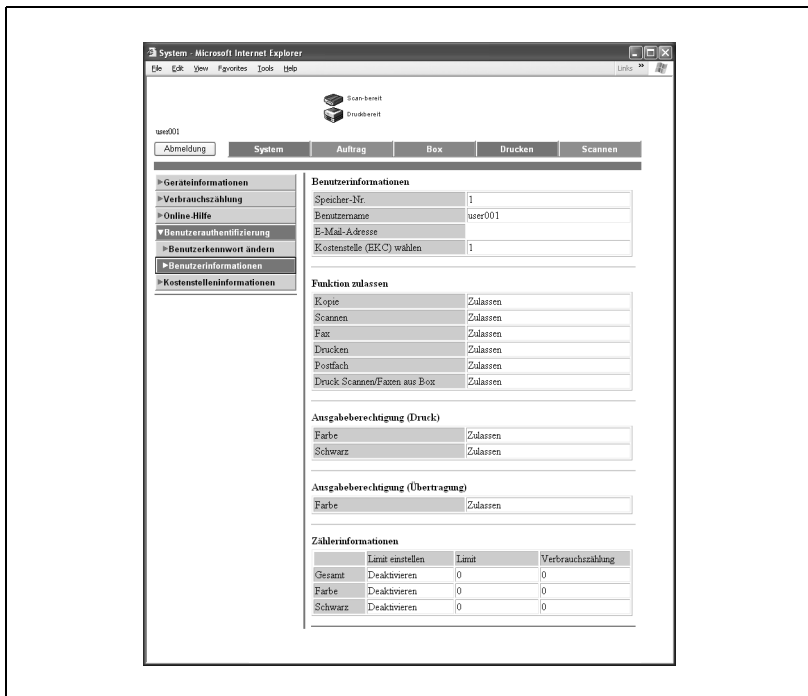 System - Microsoft Internet Explorer
File Edit View Favorites Tools Help Links »
Scan-bereit
Druckbereit
user001
Abmeldung System Auftrag Box Drucken Scannen
Geräteinformationen
Verbrauchszählung
Online-Hilfe
Benutzerauthentifizierung
Benutzerkennwort ändern
Benutzerinformationen
Kostenstelleninformationen
Benutzerinformationen
Speicher-Nr. 1
Benutzername user001
E-Mail-Adresse
Kostenstelle (EKC) wählen 1
Funktion zulassen
Kopie Zulassen
Scannen Zulassen
Fax Zulassen
Drucken Zulassen
Postfach Zulassen
Druck Scannen/Faxen aus Box Zulassen
Ausgabeberechtigung (Druck)
Farbe Zulassen
Schwarz Zulassen
Ausgabeberechtigung (Übertragung)
Farbe Zulassen
Zählerinformationen
Limit einstellen Limit Verbrauchszählung
Gesamt Deaktivieren 0 0
Farbe Deaktivieren 0 0
Schwarz Deaktivieren 0 0